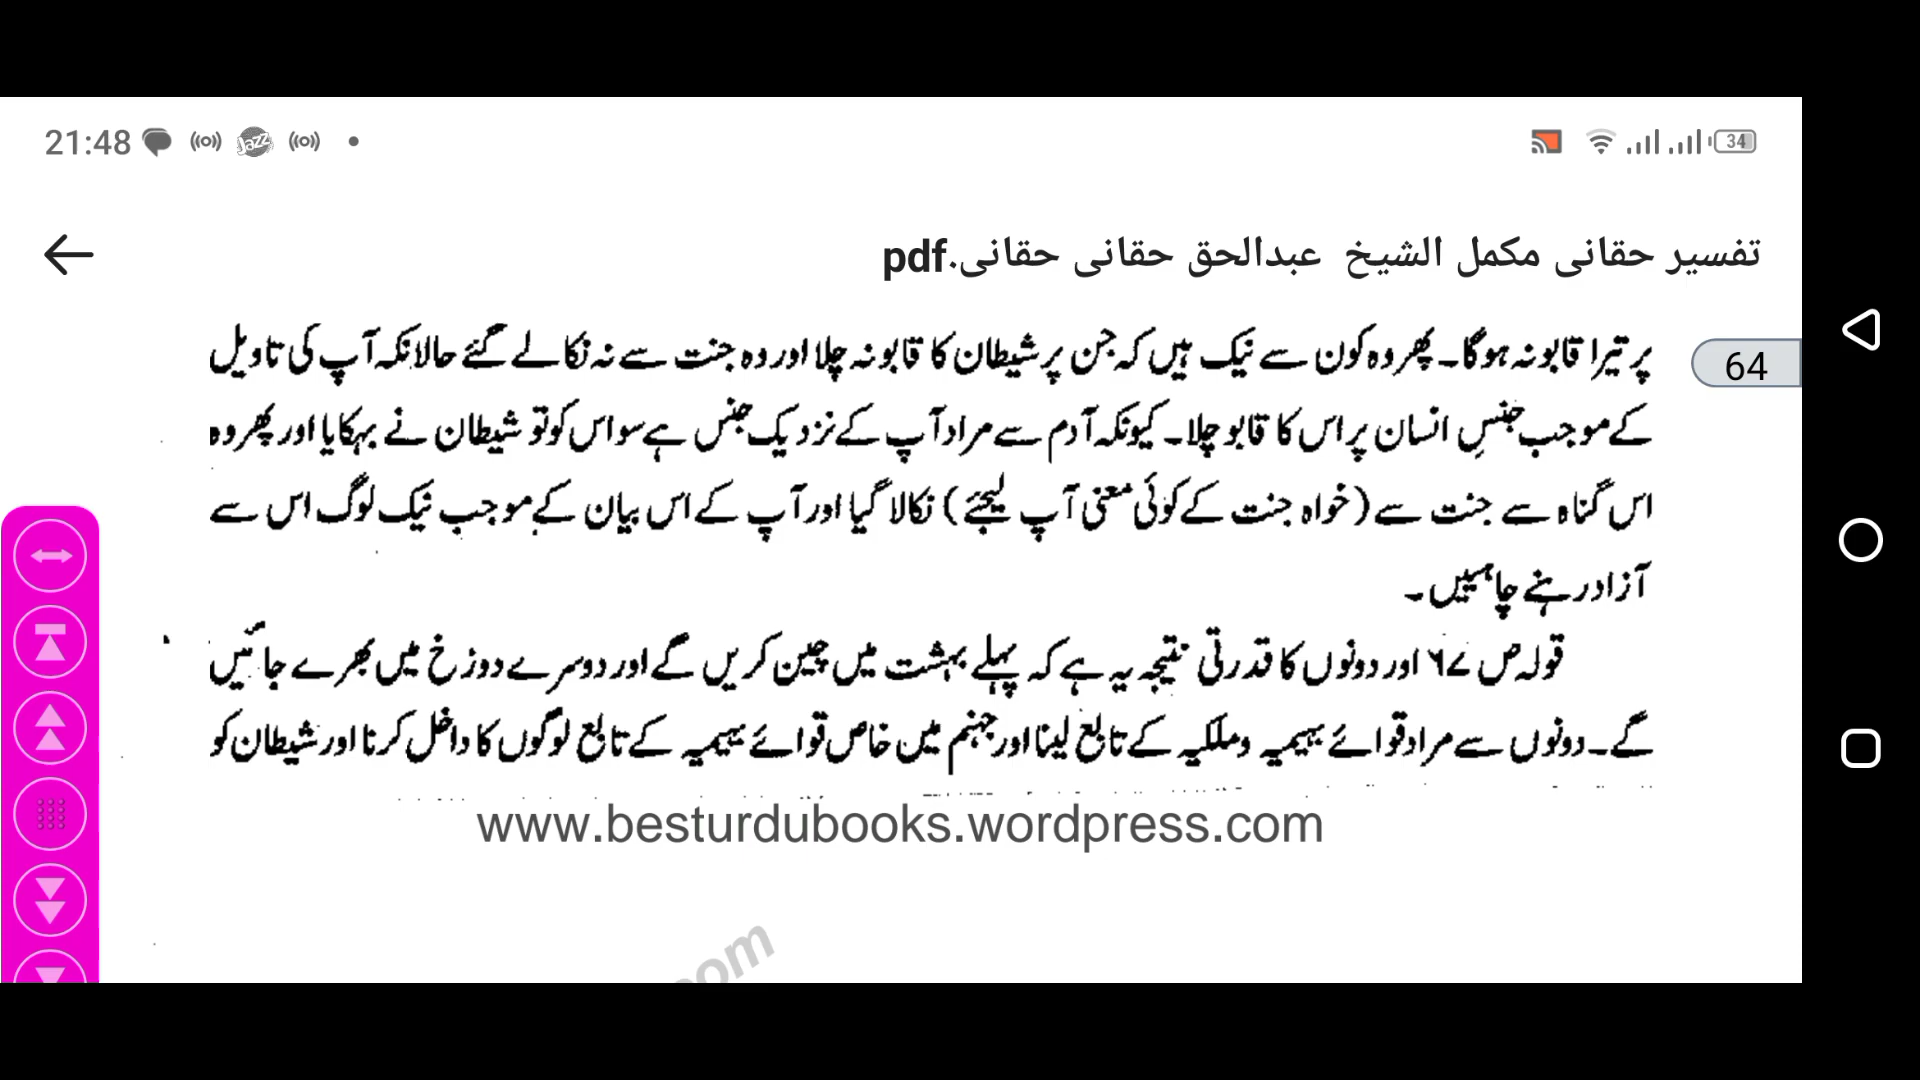 21:48
Jazz
34
تفسیر حقانی مکمل الشیخ عبدالحق حقانی حقانی.pdf
64
پر تیرا قابو نہ ہوگا۔ پھر وہ کون سے نیک ہیں کہ جن پر شیطان کا قابو نہ چلا اور وہ جنت سے نہ نکالے گئے حالانکہ آپ کی تاویل
کے موجب جنسِ انسان پر اس کا قابو چلا۔ کیونکہ آدم سے مراد آپ کے نزدیک جنس ہے سو اس کو تو شیطان نے بہکایا اور پھر وہ
اس گناہ سے جنت سے (خواہ جنت کے کوئی معنی آپ لیجئے) نکالا گیا اور آپ کے اس بیان کے موجب نیک لوگ اس سے
آزاد رہنے چاہئیں۔
قولہ ص ۶۷ اور دونوں کا قدرتی نتیجہ یہ ہے کہ پہلے بہشت میں چین کریں گے اور دوسرے دوزخ میں بھرے جائیں
گے۔ دونوں سے مراد قوائے بہیمیہ و ملکیہ کے تابع لینا اور جہنم میں خاص قوائے بہیمیہ کے تابع لوگوں کا داخل کرنا اور شیطان کو
www.besturdubooks.wordpress.com